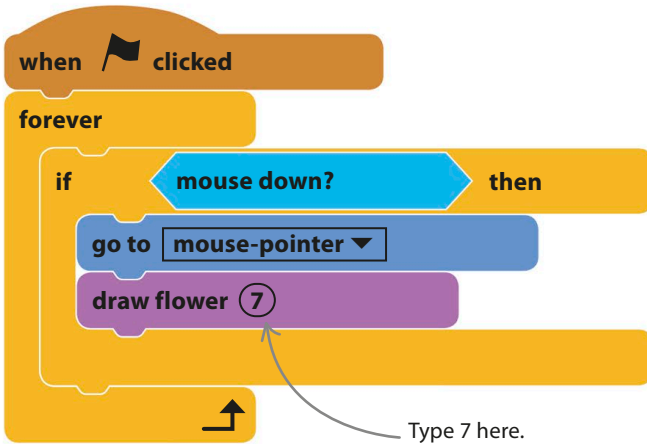 when clicked
forever
if mouse down? then
go to mouse-pointer
draw flower 7
Type 7 here.